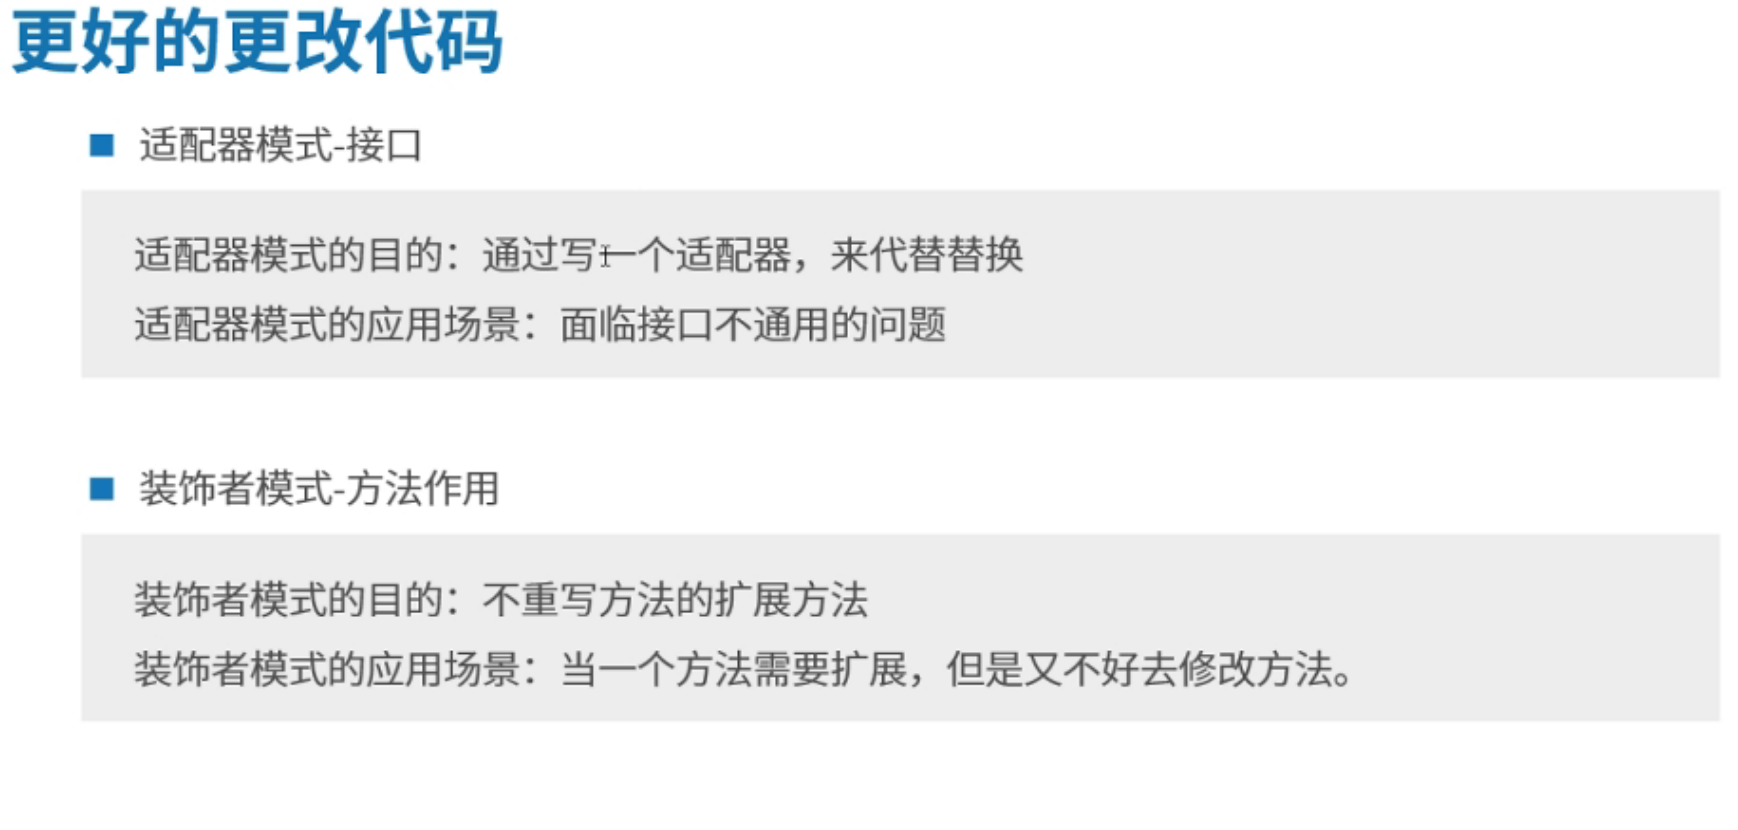 更好的更改代码
适配器模式-接口
适配器模式的目的：通过写一个适配器，来代替替换
适配器模式的应用场景：面临接口不通用的问题
装饰者模式-方法作用
装饰者模式的目的：不重写方法的扩展方法
装饰者模式的应用场景：当一个方法需要扩展，但是又不好去修改方法。